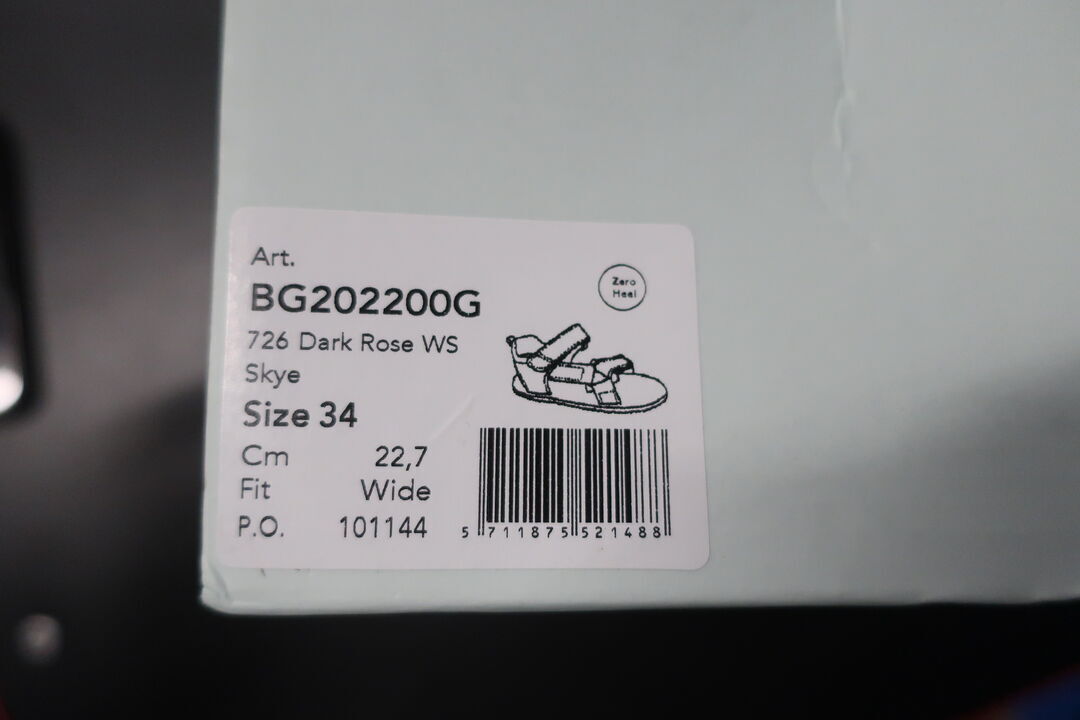 Art.
BG202200G
Zero
Heel
726 Dark Rose WS
Skye
Size 34
Cm 22,7
Fit Wide
P.O. 101144
5 711875 521488